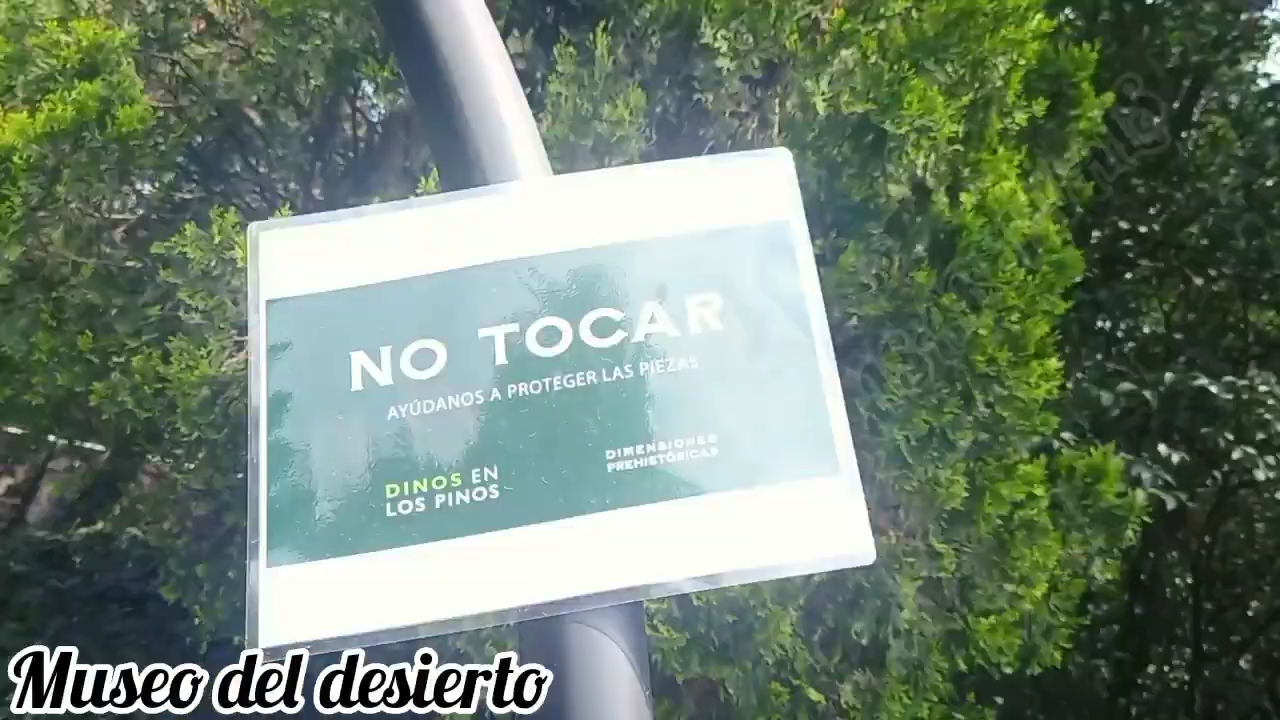 NO TOCAR
AYÚDANOS A PROTEGER LAS PIEZAS
DINOS EN
LOS PINOS
DIMENSIONES
PREHISTÓRICAS
Museo del desierto